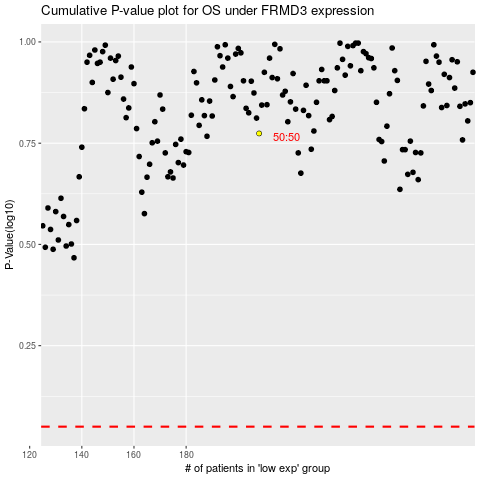 Cumulative P-value plot for OS under FRMD3 expression
P-Value(log10)
1.00
0.75
0.50
0.25
50:50
120 140 160 180
# of patients in 'low exp' group